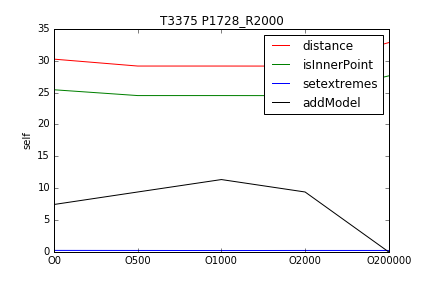 T3375 P1728_R2000
35
30
25
20
15
10
5
0
self
distance
isInnerPoint
setextremes
addModel
O0
O500
O1000
O2000
O200000